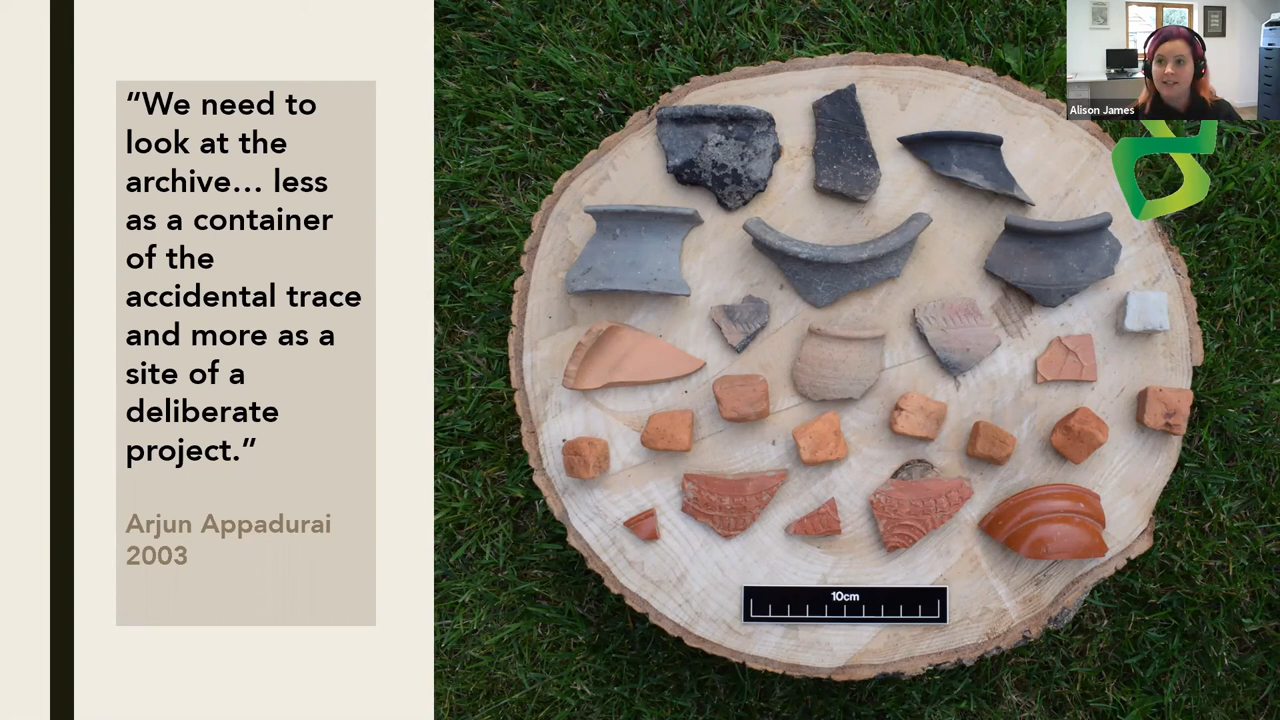 “We need to
look at the
archive... less
as a container
of the
accidental trace
and more as a
site of a
deliberate
project.”
Arjun Appadurai
2003
Alison James
10cm